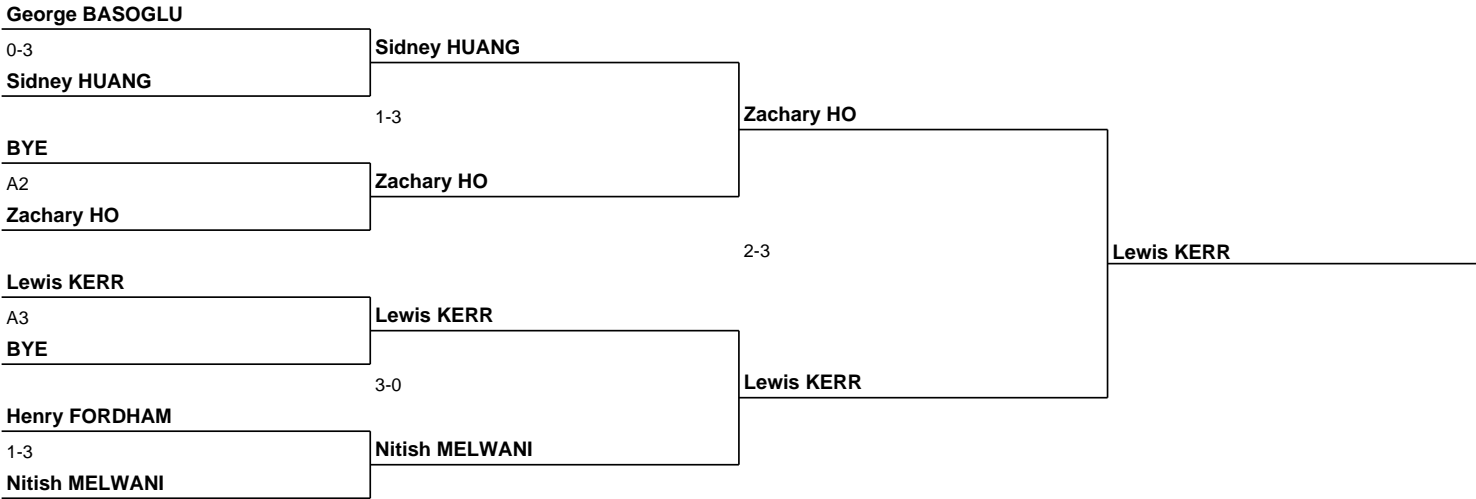 George BASOGLU
0-3
Sidney HUANG
BYE
A2
Zachary HO
Lewis KERR
A3
BYE
Henry FORDHAM
1-3
Nitish MELWANI
Sidney HUANG
1-3
Zachary HO
Lewis KERR
3-0
Nitish MELWANI
Zachary HO
2-3
Lewis KERR
Lewis KERR